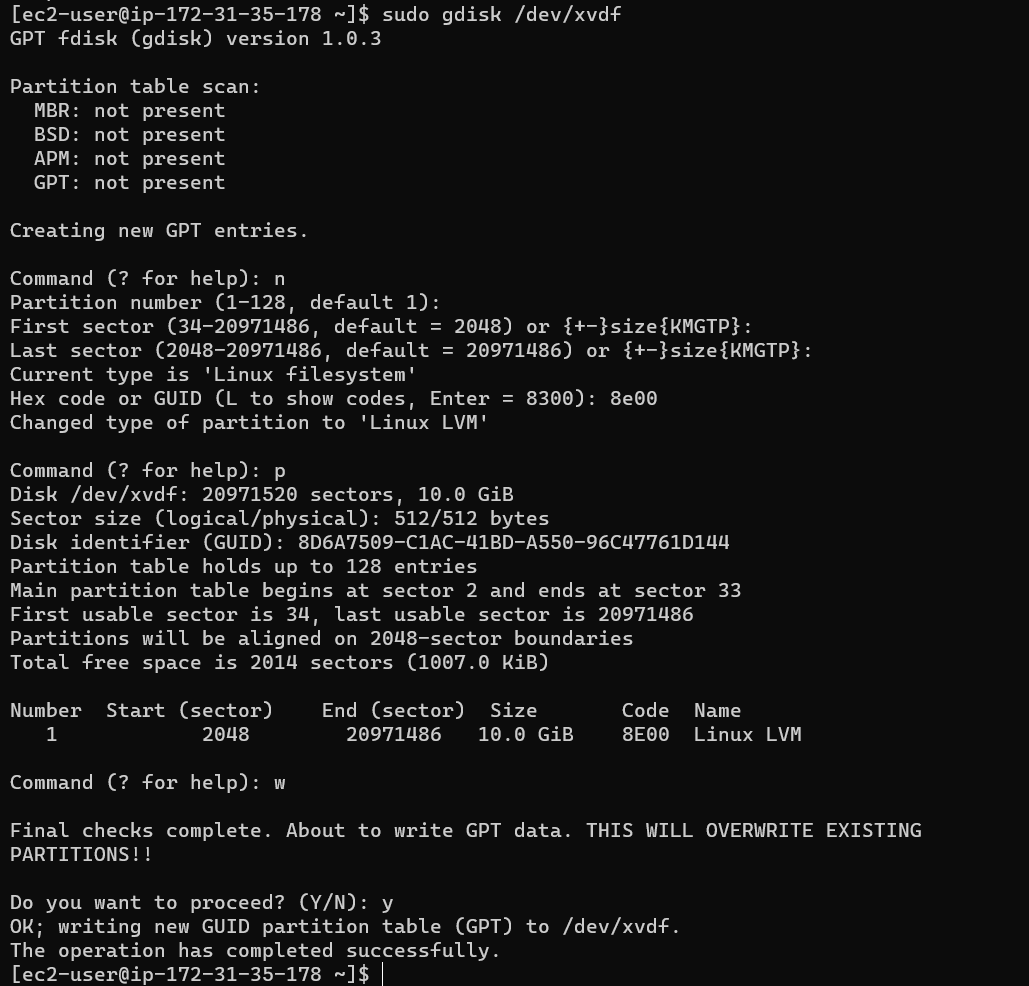 [ec2-user@ip-172-31-35-178 ~]$ sudo gdisk /dev/xvdf
GPT fdisk (gdisk) version 1.0.3

Partition table scan:
  MBR: not present
  BSD: not present
  APM: not present
  GPT: not present

Creating new GPT entries.

Command (? for help): n
Partition number (1-128, default 1):
First sector (34-20971486, default = 2048) or {+-}size{KMGTP}:
Last sector (2048-20971486, default = 20971486) or {+-}size{KMGTP}:
Current type is 'Linux filesystem'
Hex code or GUID (L to show codes, Enter = 8300): 8e00
Changed type of partition to 'Linux LVM'

Command (? for help): p
Disk /dev/xvdf: 20971520 sectors, 10.0 GiB
Sector size (logical/physical): 512/512 bytes
Disk identifier (GUID): 8D6A7509-C1AC-41BD-A550-96C47761D144
Partition table holds up to 128 entries
Main partition table begins at sector 2 and ends at sector 33
First usable sector is 34, last usable sector is 20971486
Partitions will be aligned on 2048-sector boundaries
Total free space is 2014 sectors (1007.0 KiB)

Number  Start (sector)    End (sector)  Size       Code  Name
   1            2048        20971486   10.0 GiB    8E00  Linux LVM

Command (? for help): w

Final checks complete. About to write GPT data. THIS WILL OVERWRITE EXISTING
PARTITIONS!!

Do you want to proceed? (Y/N): y
OK; writing new GUID partition table (GPT) to /dev/xvdf.
The operation has completed successfully.
[ec2-user@ip-172-31-35-178 ~]$